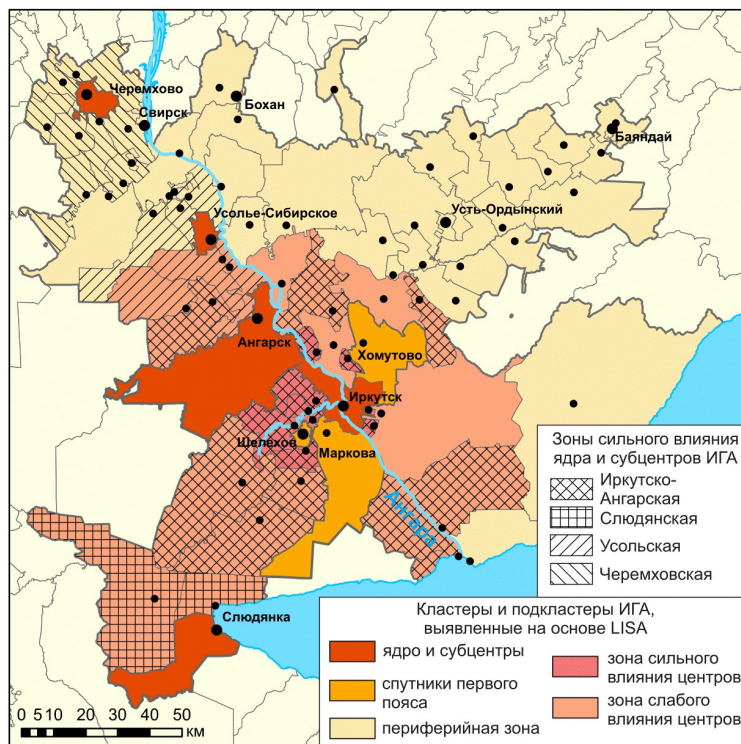 Черемхово
Свирск
Бохан
Баяндай
Усолье-Сибирское
Усть-Ордынский
Ангарск
Хомутово
Иркутск
Шелехов
Маркова
Ангара
Слюдянка
Зоны сильного влияния
ядра и субцентров ИГА
Иркутско-
Ангарская
Слюдянская
Усольская
Черемховская
Кластеры и подкластеры ИГА,
выявленные на основе LISA
ядро и субцентры
спутники первого
пояса
периферийная зона
зона сильного
влияния центров
зона слабого
влияния центров
0 5 10 20 30 40 50
км